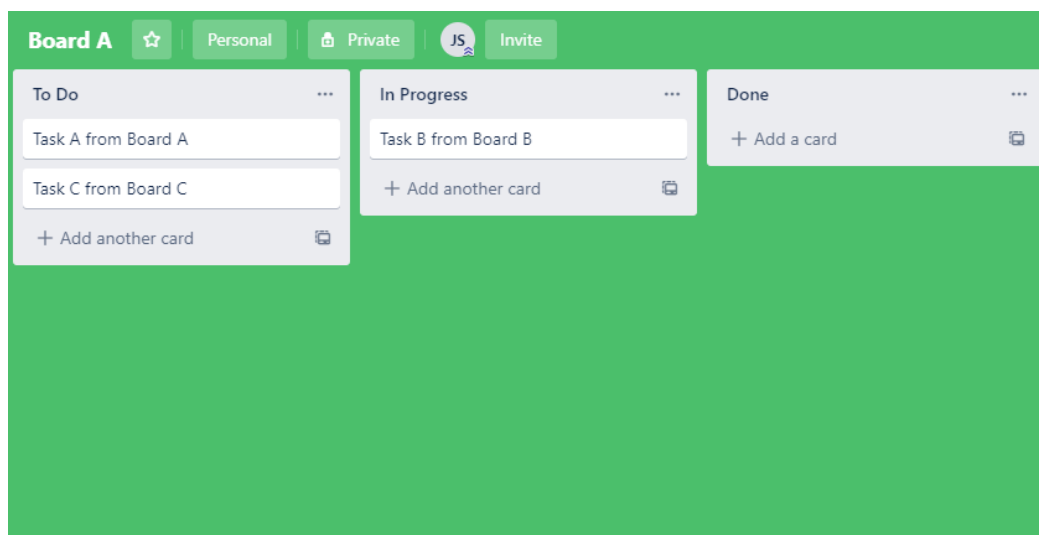 Board A
Personal
Private
JS
Invite
To Do
Task A from Board A
Task C from Board C
+ Add another card
In Progress
Task B from Board B
+ Add another card
Done
+ Add a card